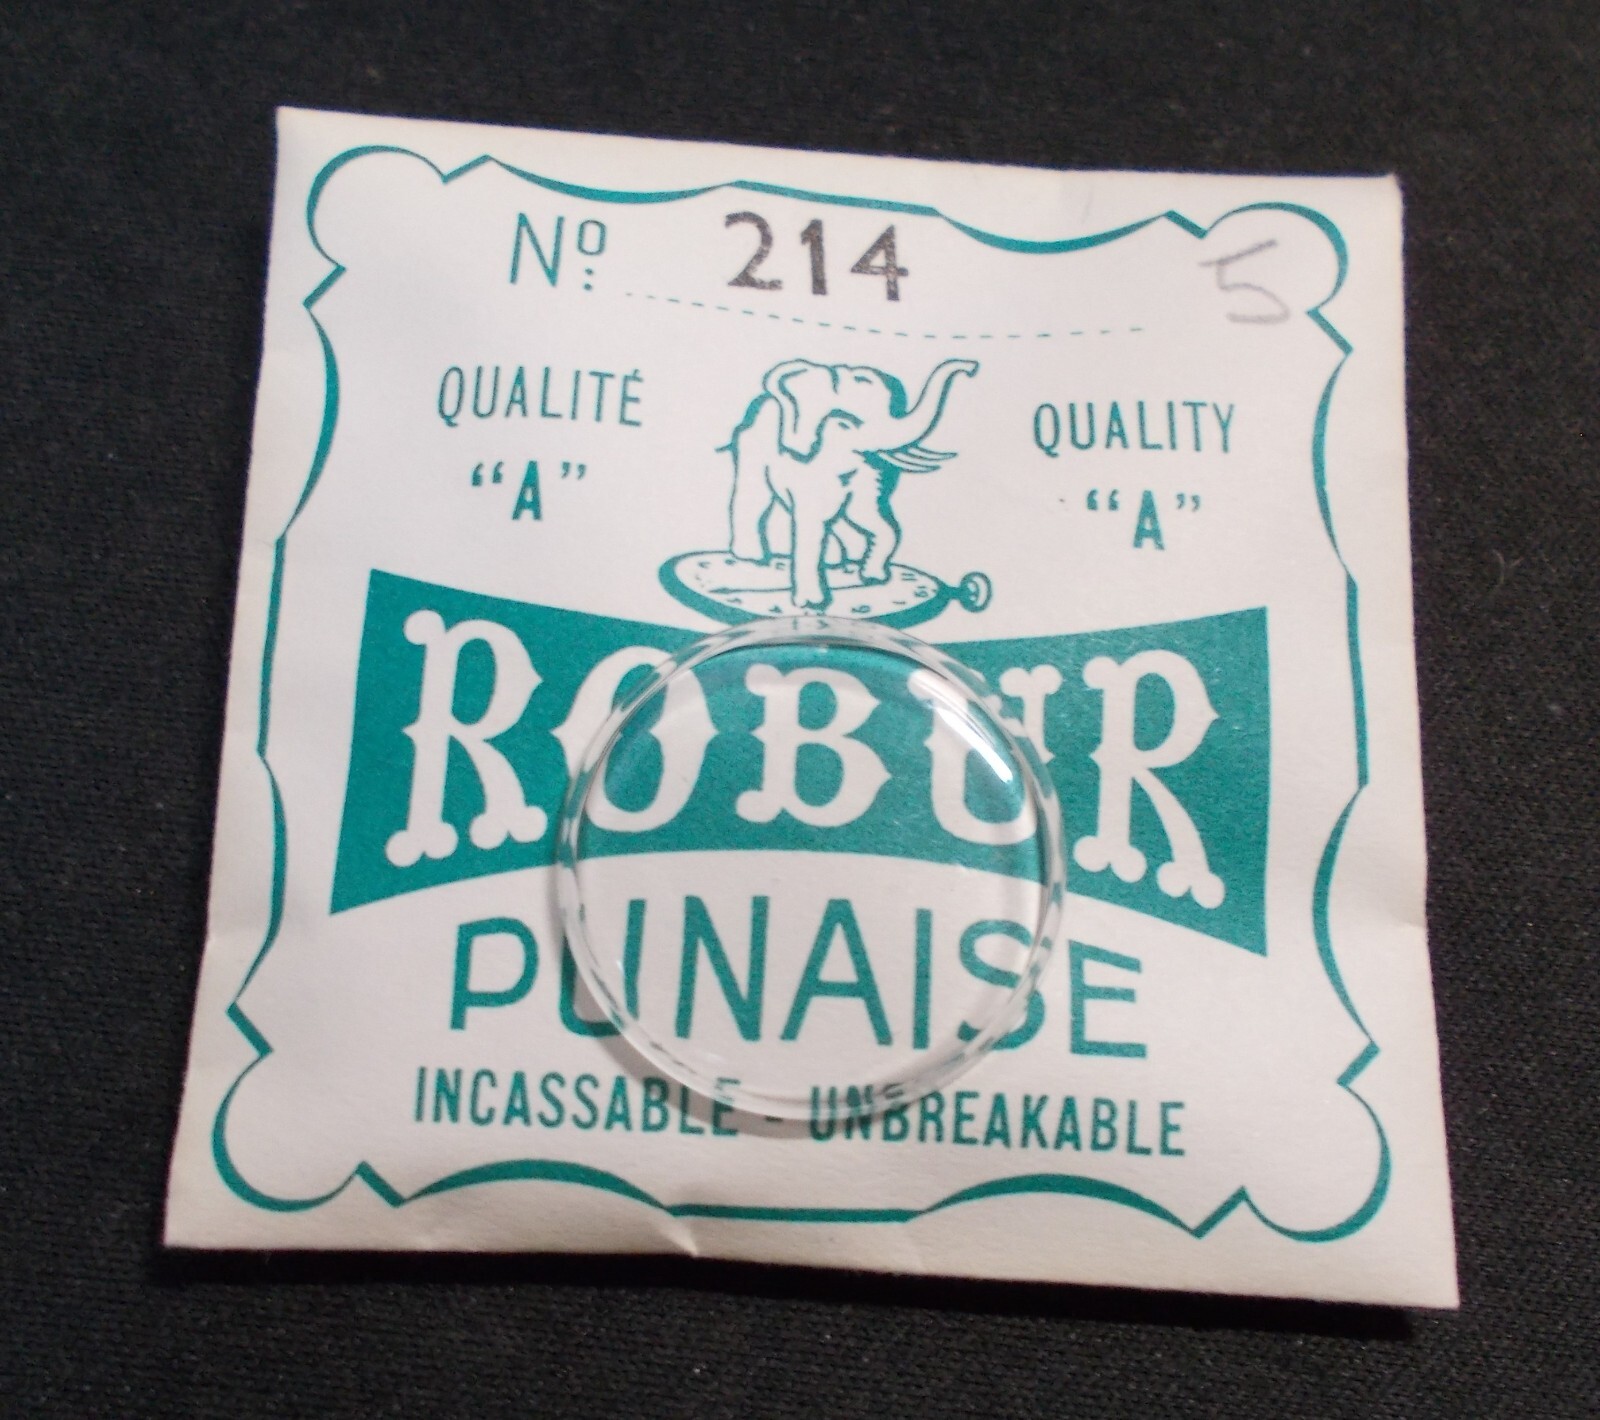 Nº 214 5
QUALITÉ QUALITY
“A” “A”
ROBUR
PUNAISE
INCASSABLE - UNBREAKABLE